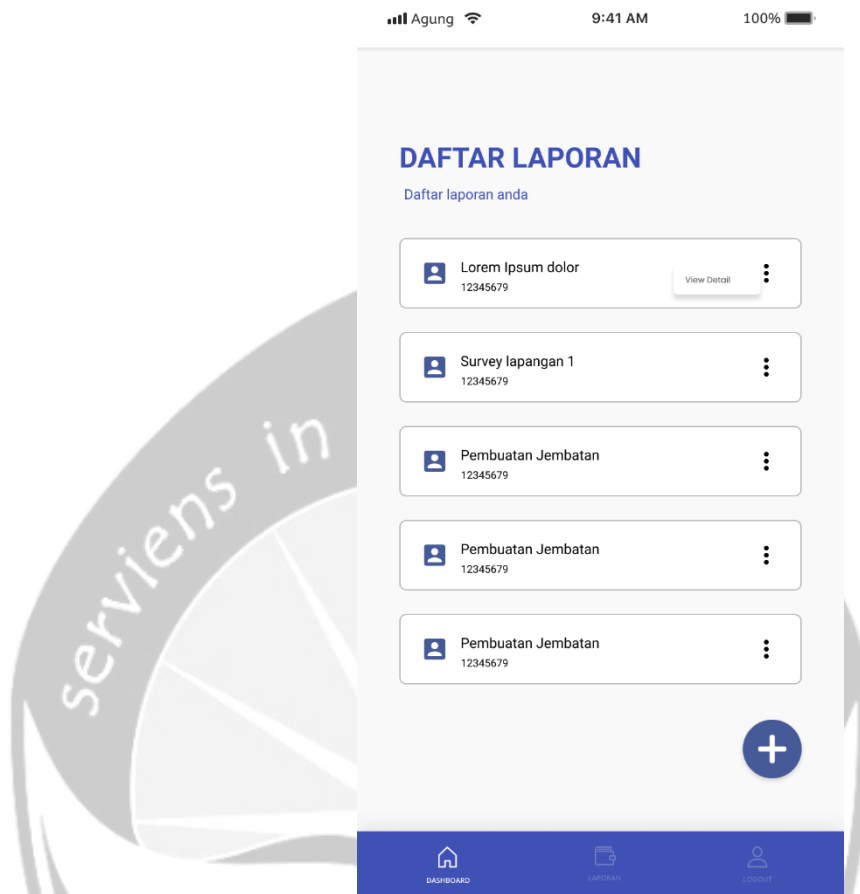 Agung 9:41 AM 100%
DAFTAR LAPORAN
Daftar laporan anda
Lorem Ipsum dolor
12345679
View Detail
Survey lapangan 1
12345679
Pembuatan Jembatan
12345679
Pembuatan Jembatan
12345679
Pembuatan Jembatan
12345679
serviens in
DASHBOARD LAPORAN LOGOUT